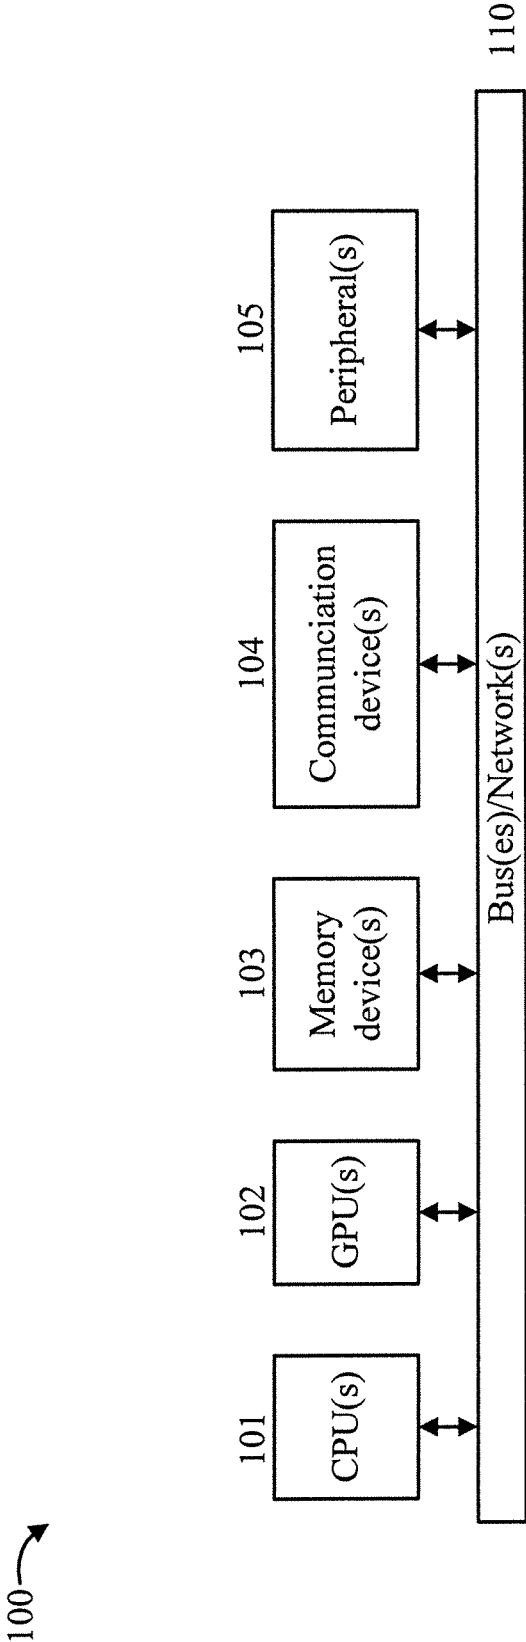 100
101
CPU(s)
102
GPU(s)
103
Memory
device(s)
104
Communciation
device(s)
105
Peripheral(s)
Bus(es)/Network(s)
110